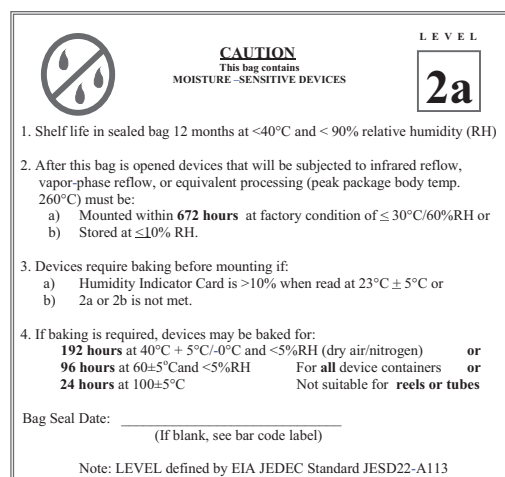 LEVEL
CAUTION
This bag contains
MOISTURE –SENSITIVE DEVICES
2a
1. Shelf life in sealed bag 12 months at <40°C and < 90% relative humidity (RH)
2. After this bag is opened devices that will be subjected to infrared reflow,
vapor-phase reflow, or equivalent processing (peak package body temp.
260°C) must be:
a) Mounted within 672 hours at factory condition of ≤ 30°C/60%RH or
b) Stored at ≤10% RH.
3. Devices require baking before mounting if:
a) Humidity Indicator Card is >10% when read at 23°C ± 5°C or
b) 2a or 2b is not met.
4. If baking is required, devices may be baked for:
192 hours at 40°C + 5°C/-0°C and <5%RH (dry air/nitrogen) or
96 hours at 60±5°Cand <5%RH For all device containers or
24 hours at 100±5°C Not suitable for reels or tubes
Bag Seal Date: ______________________________
(If blank, see bar code label)
Note: LEVEL defined by EIA JEDEC Standard JESD22-A113